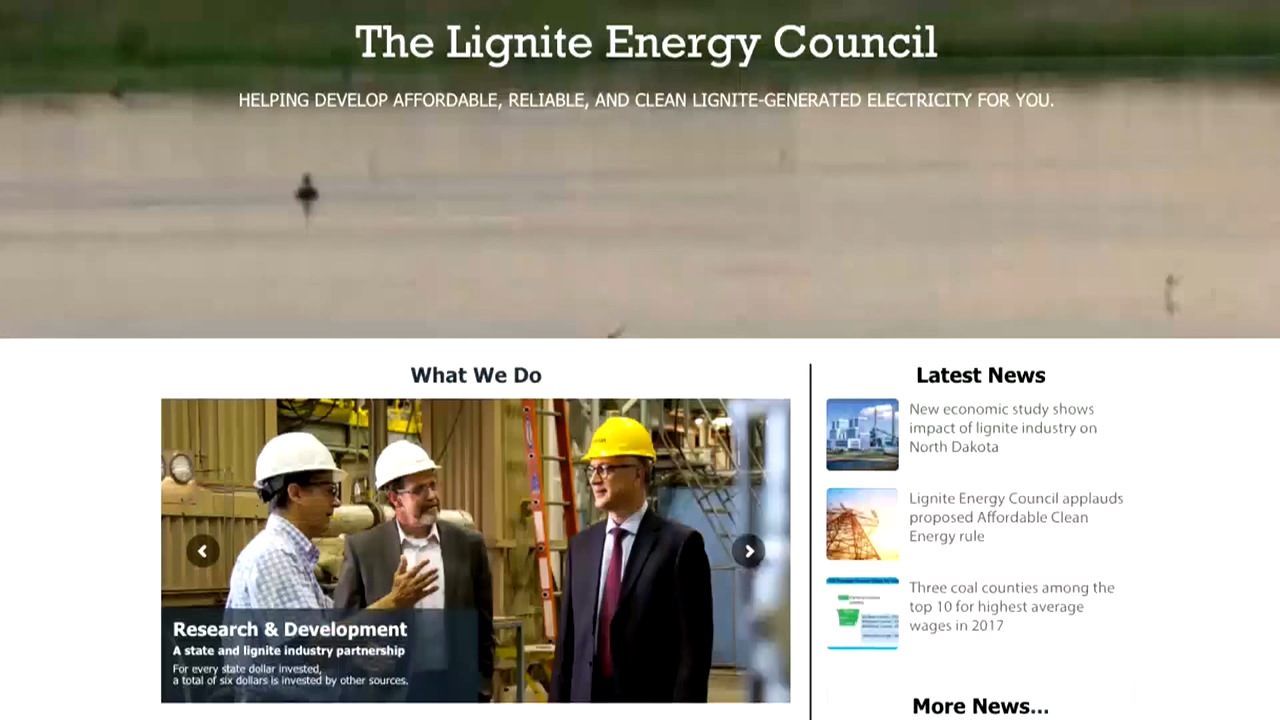 The Lignite Energy Council
HELPING DEVELOP AFFORDABLE, RELIABLE, AND CLEAN LIGNITE-GENERATED ELECTRICITY FOR YOU.
What We Do
Research & Development
A state and lignite industry partnership
For every state dollar invested,
a total of six dollars is invested by other sources.
Latest News
New economic study shows
impact of lignite industry on
North Dakota
Lignite Energy Council applauds
proposed Affordable Clean
Energy rule
Three coal counties among the
top 10 for highest average
wages in 2017
More News...